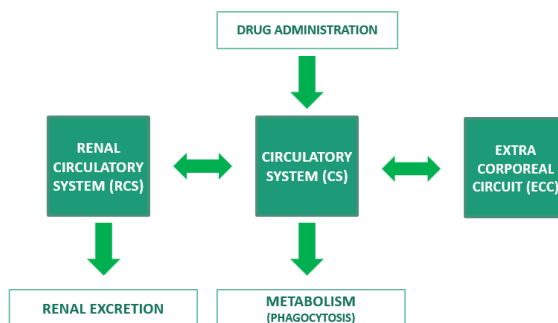 DRUG ADMINISTRATION
RENAL
CIRCULATORY
SYSTEM (RCS)
CIRCULATORY
SYSTEM (CS)
EXTRA
CORPOREAL
CIRCUIT (ECC)
RENAL EXCRETION
METABOLISM
(PHAGOCYTOSIS)